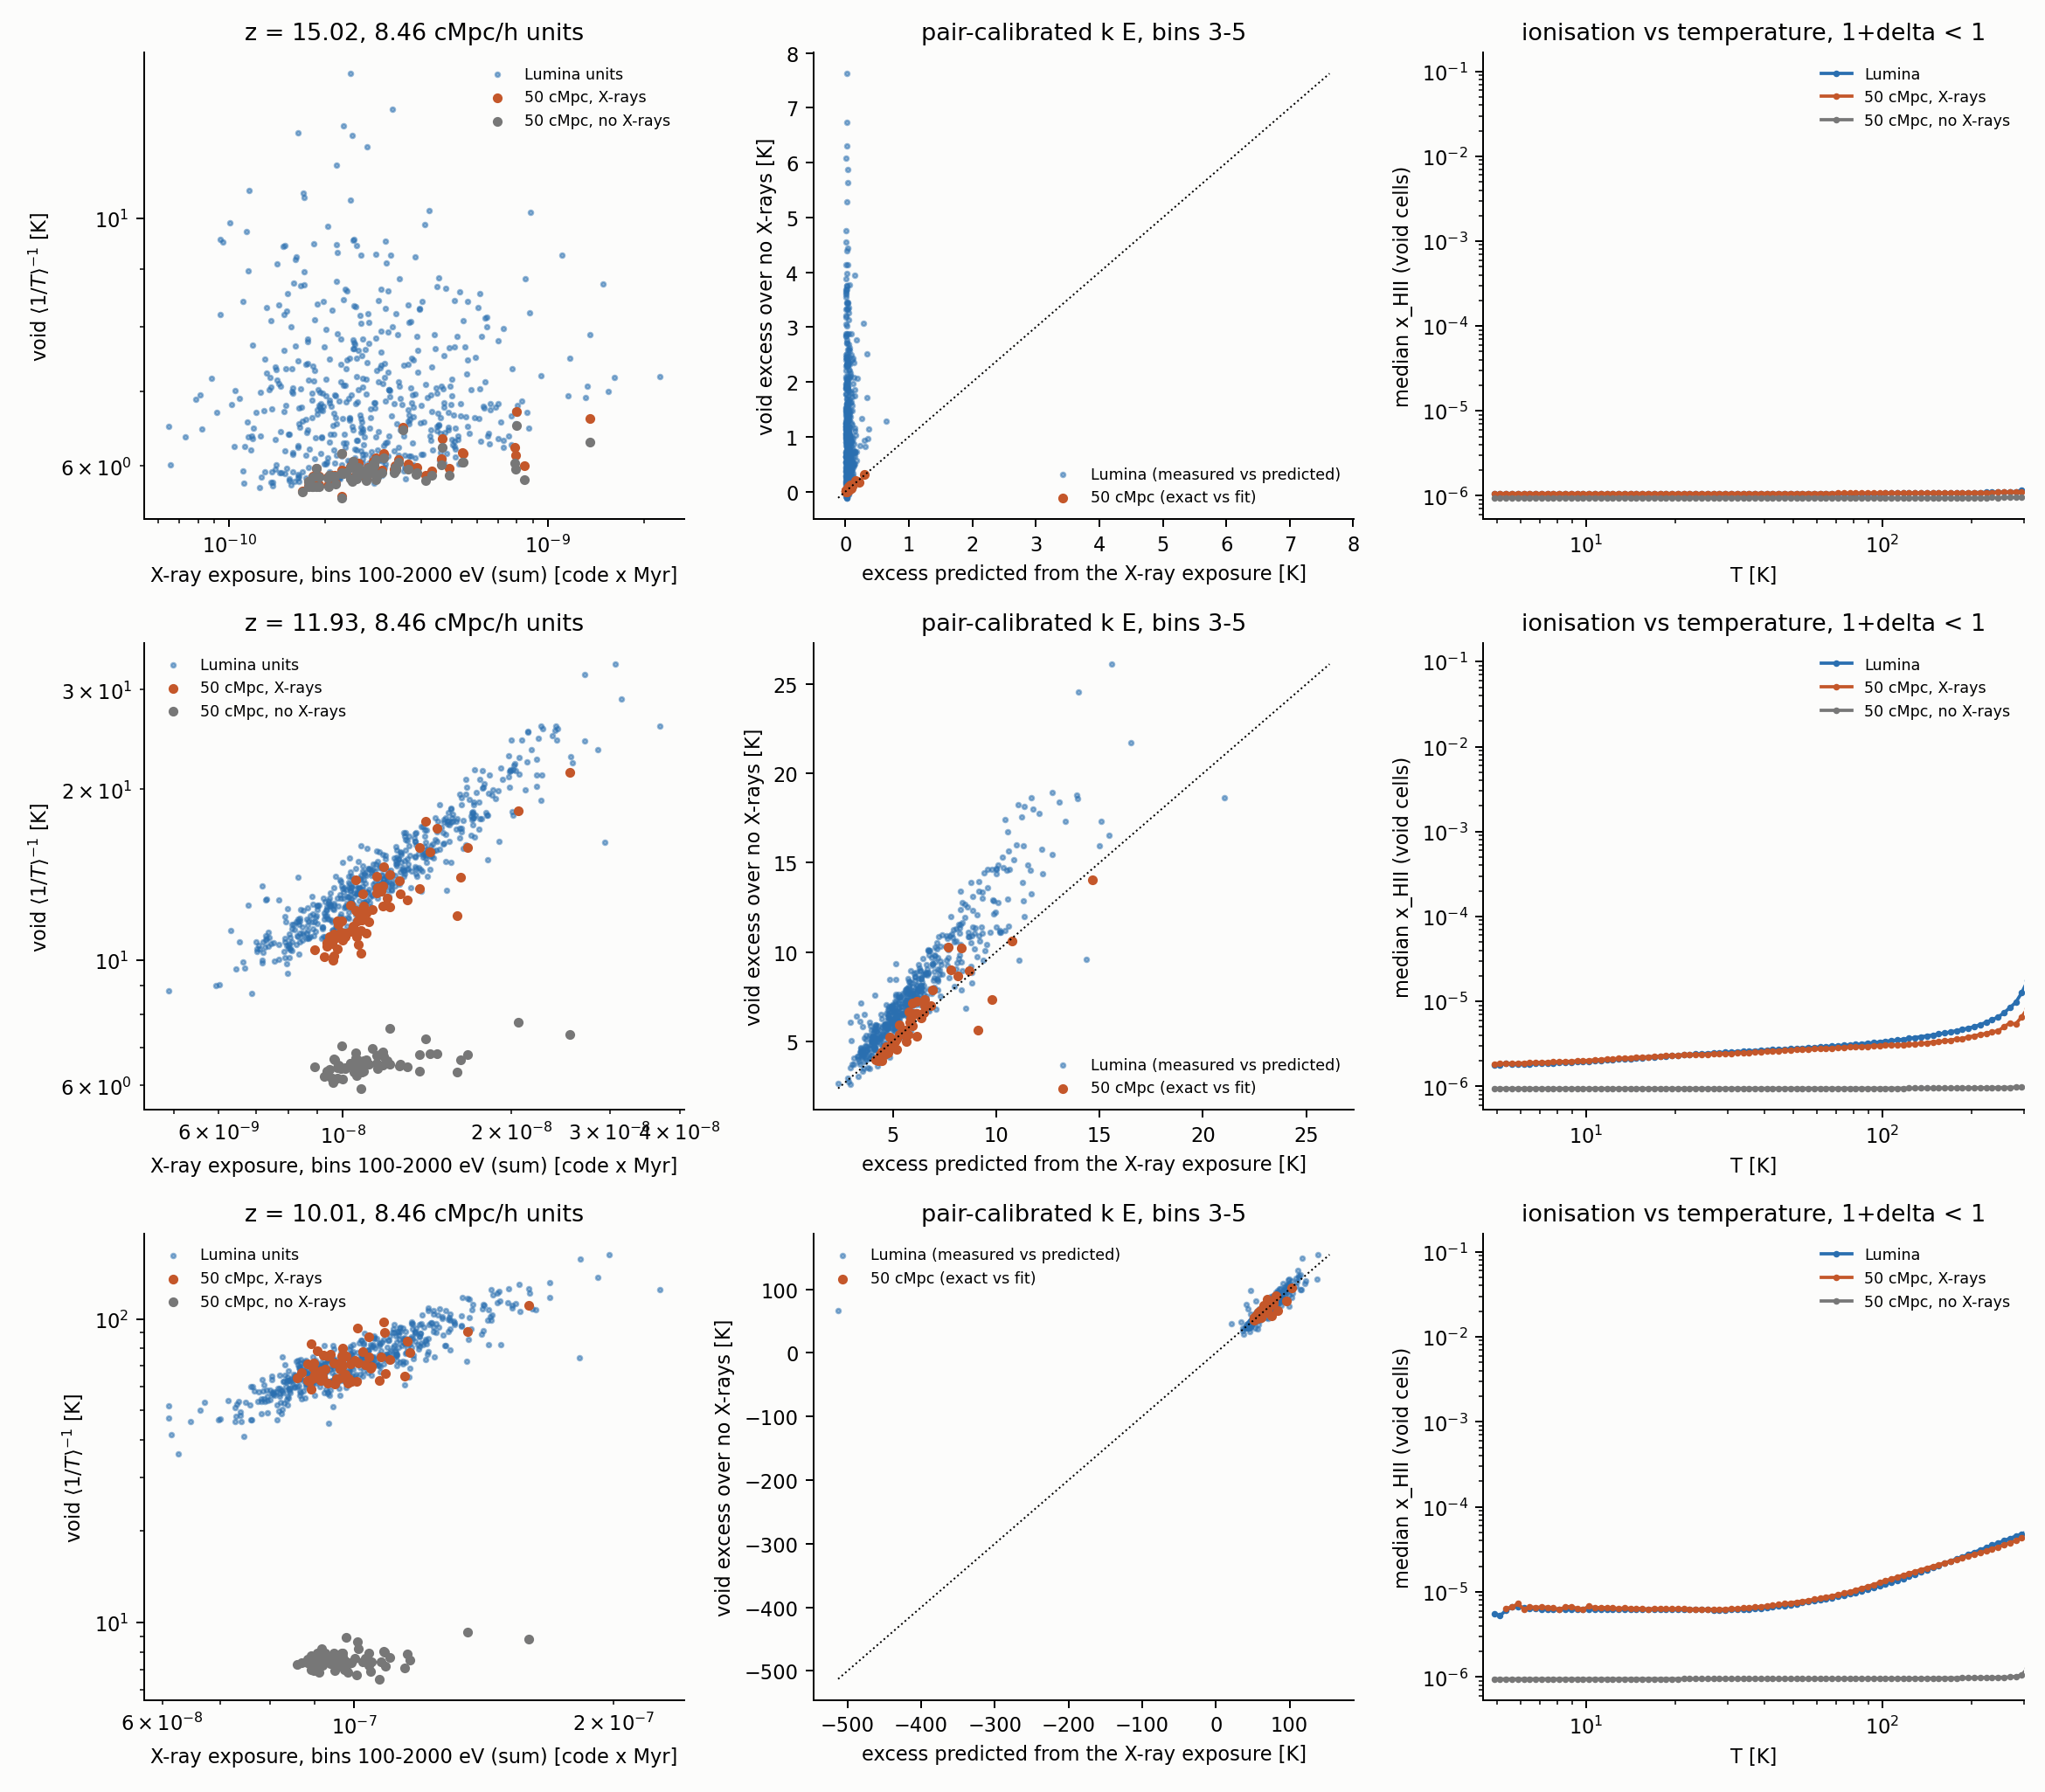 z = 15.02, 8.46 cMpc/h units
void ⟨1/T⟩⁻¹ [K]
10¹
6 × 10⁰
Lumina units
50 cMpc, X-rays
50 cMpc, no X-rays
10⁻¹⁰
10⁻⁹
X-ray exposure, bins 100-2000 eV (sum) [code x Myr]
pair-calibrated k E, bins 3-5
void excess over no X-rays [K]
8
7
6
5
4
3
2
1
0
Lumina (measured vs predicted)
50 cMpc (exact vs fit)
0 1 2 3 4 5 6 7 8
excess predicted from the X-ray exposure [K]
ionisation vs temperature, 1+delta < 1
median x_HII (void cells)
10⁻¹
10⁻²
10⁻³
10⁻⁴
10⁻⁵
10⁻⁶
Lumina
50 cMpc, X-rays
50 cMpc, no X-rays
10¹ 10²
T [K]
z = 11.93, 8.46 cMpc/h units
void ⟨1/T⟩⁻¹ [K]
3 × 10¹
2 × 10¹
10¹
6 × 10⁰
Lumina units
50 cMpc, X-rays
50 cMpc, no X-rays
6 × 10⁻⁹ 10⁻⁸ 2 × 10⁻⁸ 3 × 10⁻⁸ 4 × 10⁻⁸
X-ray exposure, bins 100-2000 eV (sum) [code x Myr]
pair-calibrated k E, bins 3-5
void excess over no X-rays [K]
25
20
15
10
5
Lumina (measured vs predicted)
50 cMpc (exact vs fit)
5 10 15 20 25
excess predicted from the X-ray exposure [K]
ionisation vs temperature, 1+delta < 1
median x_HII (void cells)
10⁻¹
10⁻²
10⁻³
10⁻⁴
10⁻⁵
10⁻⁶
Lumina
50 cMpc, X-rays
50 cMpc, no X-rays
10¹ 10²
T [K]
z = 10.01, 8.46 cMpc/h units
void ⟨1/T⟩⁻¹ [K]
10²
10¹
Lumina units
50 cMpc, X-rays
50 cMpc, no X-rays
6 × 10⁻⁸ 10⁻⁷ 2 × 10⁻⁷
X-ray exposure, bins 100-2000 eV (sum) [code x Myr]
pair-calibrated k E, bins 3-5
void excess over no X-rays [K]
100
0
−100
−200
−300
−400
−500
Lumina (measured vs predicted)
50 cMpc (exact vs fit)
−500 −400 −300 −200 −100 0 100
excess predicted from the X-ray exposure [K]
ionisation vs temperature, 1+delta < 1
median x_HII (void cells)
10⁻¹
10⁻²
10⁻³
10⁻⁴
10⁻⁵
10⁻⁶
Lumina
50 cMpc, X-rays
50 cMpc, no X-rays
10¹ 10²
T [K]